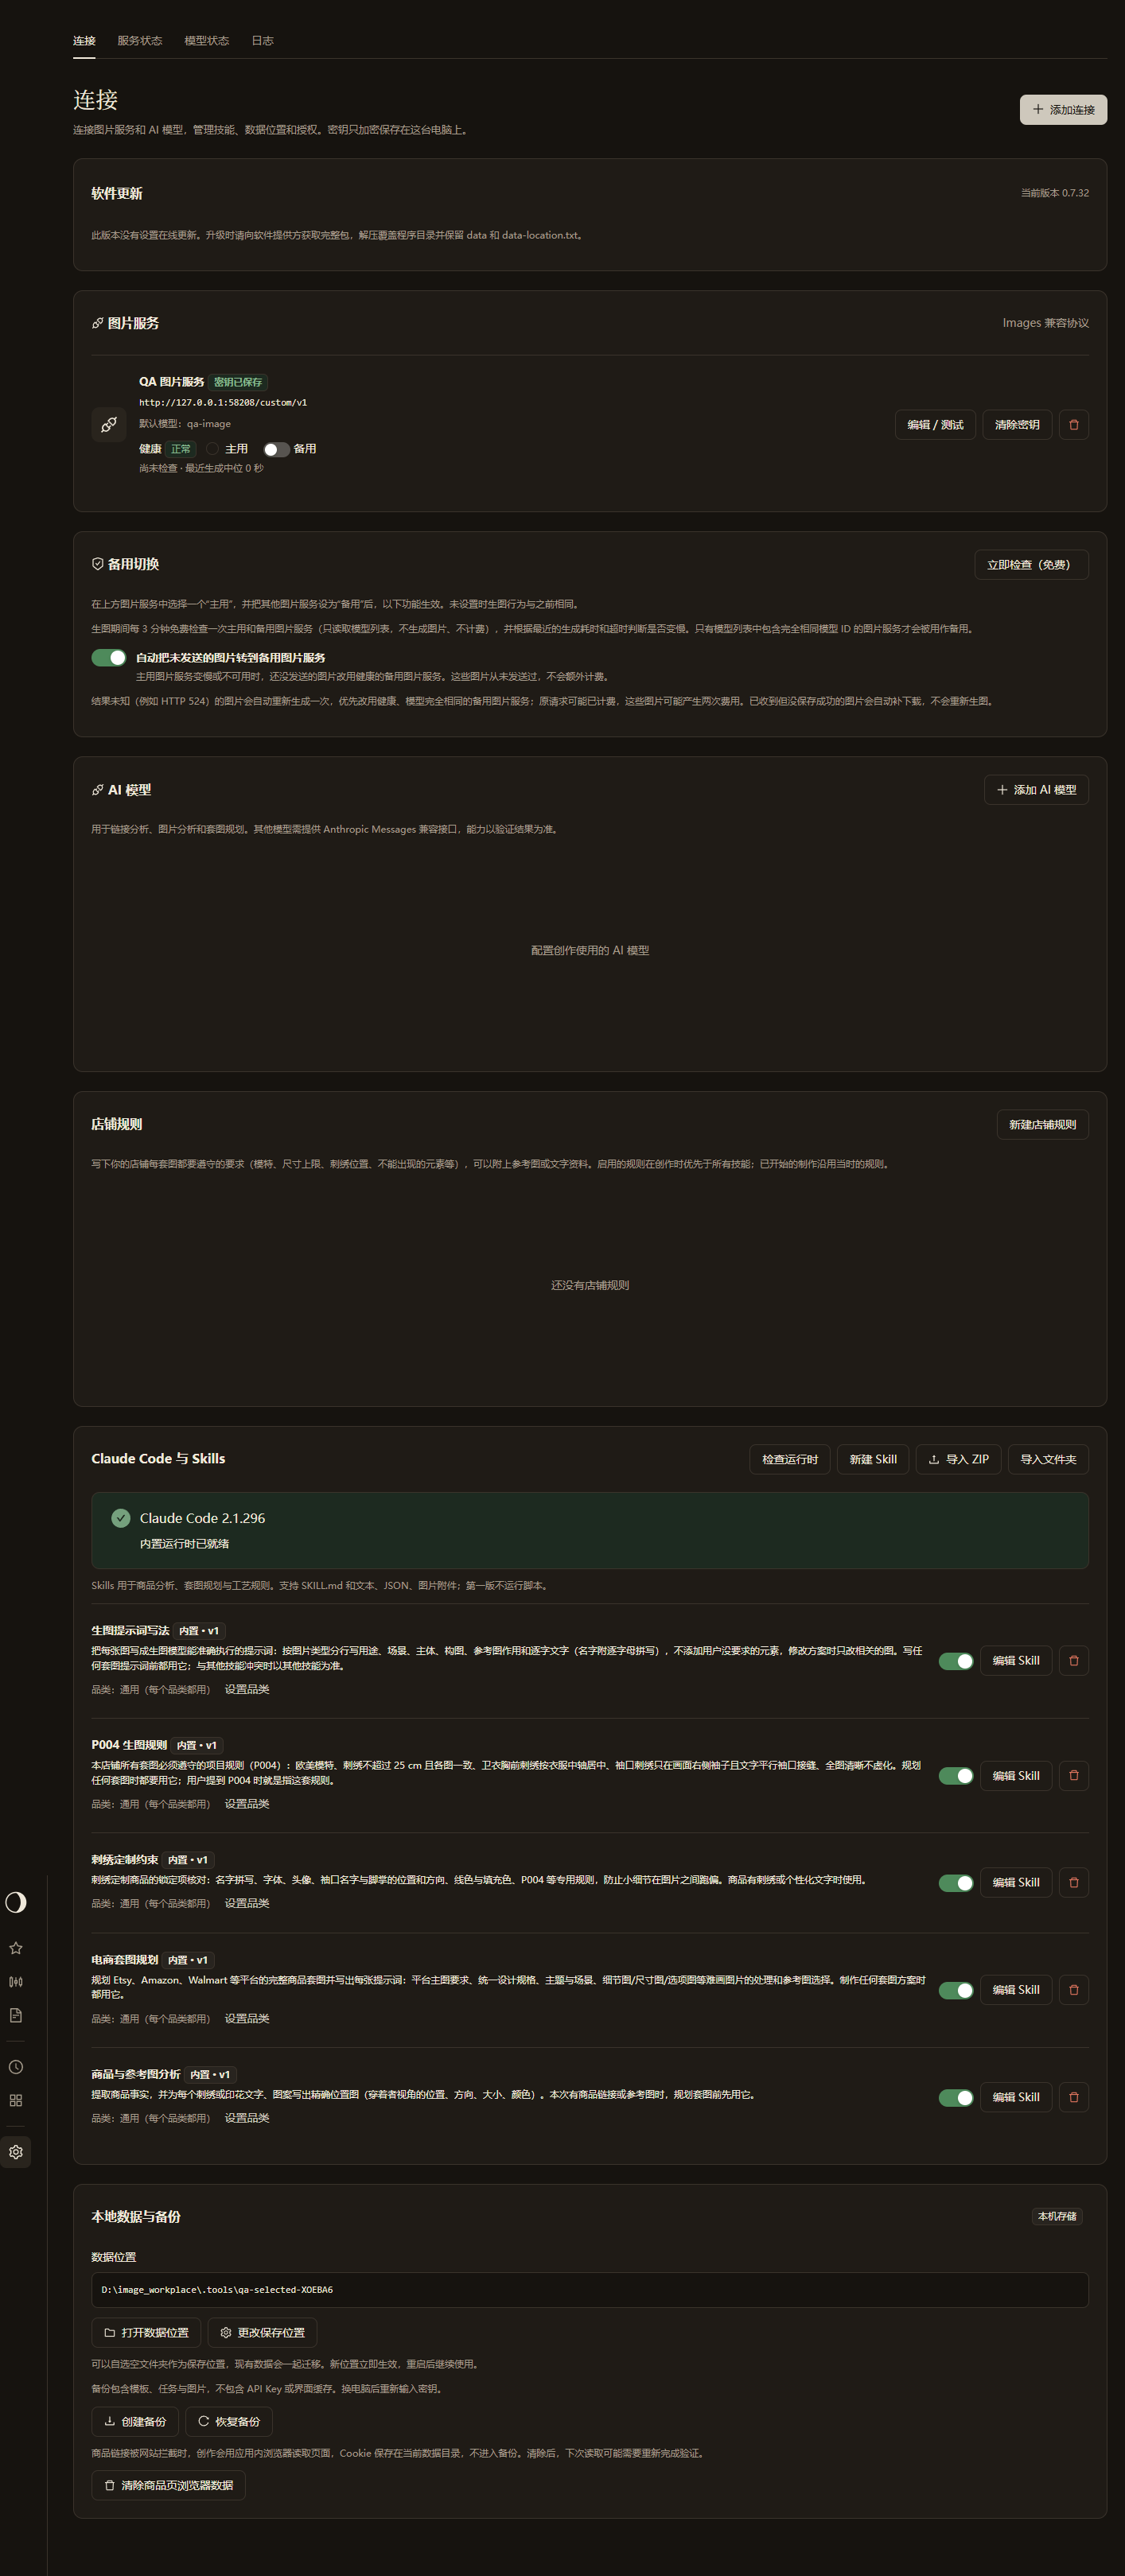 连接 服务状态 模型状态 日志
连接
添加连接
连接图片服务和 AI 模型，管理技能、数据位置和授权。密钥只加密保存在这台电脑上。
软件更新
当前版本 0.7.32
此版本没有设置在线更新。升级时请向软件提供方获取完整包，解压覆盖程序目录并保留 data 和 data-location.txt。
图片服务
Images 兼容协议
QA 图片服务 密钥已保存
http://127.0.0.1:58208/custom/v1
默认模型：qa-image
健康 正常 主用 备用
尚未检查 · 最近生成中位 0 秒
编辑 / 测试 清除密钥
备用切换
立即检查（免费）
在上方图片服务中选择一个“主用”，并把其他图片服务设为“备用”后，以下功能生效。未设置时生图行为与之前相同。
生图期间每 3 分钟免费检查一次主用和备用图片服务（只读取模型列表，不生成图片、不计费），并根据最近的生成耗时和超时判断是否变慢。只有模型列表中包含完全相同模型 ID 的图片服务才会被用作备用。
自动把未发送的图片转到备用图片服务
主用图片服务变慢或不可用时，还没发送的图片改用健康的备用图片服务。这些图片从未发送过，不会额外计费。
结果未知（例如 HTTP 524）的图片会自动重新生成一次，优先改用健康、模型完全相同的备用图片服务；原请求可能已计费，这些图片可能产生两次费用。已收到但没保存成功的图片会自动补下载，不会重新生图。
AI 模型
添加 AI 模型
用于链接分析、图片分析和套图规划。其他模型需提供 Anthropic Messages 兼容接口，能力以验证结果为准。
配置创作使用的 AI 模型
店铺规则
新建店铺规则
写下你的店铺每套图都要遵守的要求（模特、尺寸上限、刺绣位置、不能出现的元素等），可以附上参考图或文字资料。启用的规则在创作时优先于所有技能；已开始的制作沿用当时的规则。
还没有店铺规则
Claude Code 与 Skills
检查运行时 新建 Skill 导入 ZIP 导入文件夹
Claude Code 2.1.296
内置运行时已就绪
Skills 用于商品分析、套图规划与工艺规则。支持 SKILL.md 和文本、JSON、图片附件；第一版不运行脚本。
生图提示词写法 内置 · v1
把每张图写成生图模型能准确执行的提示词：按图片类型分行写用途、场景、主体、构图、参考图作用和逐字文字（名字附逐字母拼写），不添加用户没要求的元素，修改方案时只改相关的图。写任
何套图提示词前都用它；与其他技能冲突时以其他技能为准。
品类：通用（每个品类都用） 设置品类
编辑 Skill
P004 生图规则 内置 · v1
本店铺所有套图必须遵守的项目规则（P004）：欧美模特、刺绣不超过 25 cm 且各图一致、卫衣胸前刺绣按衣服中轴居中、袖口刺绣只在画面右侧袖子且文字平行袖口接缝、全图清晰不虚化。规划
任何套图时都要用它；用户提到 P004 时就是指这套规则。
品类：通用（每个品类都用） 设置品类
编辑 Skill
刺绣定制约束 内置 · v1
刺绣定制商品的锁定项核对：名字拼写、字体、头像、袖口名字与脚掌的位置和方向、线色与填充色、P004 等专用规则，防止小细节在图片之间跑偏。商品有刺绣或个性化文字时使用。
品类：通用（每个品类都用） 设置品类
编辑 Skill
电商套图规划 内置 · v1
规划 Etsy、Amazon、Walmart 等平台的完整商品套图并写出每张提示词：平台主图要求、统一设计规格、主题与场景、细节图/尺寸图/选项图等难画图片的处理和参考图选择。制作任何套图方案时
都用它。
品类：通用（每个品类都用） 设置品类
编辑 Skill
商品与参考图分析 内置 · v1
提取商品事实，并为每个刺绣或印花文字、图案写出精确位置图（穿着者视角的位置、方向、大小、颜色）。本次有商品链接或参考图时，规划套图前先用它。
品类：通用（每个品类都用） 设置品类
编辑 Skill
本地数据与备份
本机存储
数据位置
D:\image_workplace\.tools\qa-selected-XOEBA6
打开数据位置 更改保存位置
可以自选空文件夹作为保存位置，现有数据会一起迁移。新位置立即生效，重启后继续使用。
备份包含模板、任务与图片，不包含 API Key 或界面缓存。换电脑后重新输入密钥。
创建备份 恢复备份
商品链接被网站拦截时，创作会用应用内浏览器读取页面，Cookie 保存在当前数据目录，不进入备份。清除后，下次读取可能需要重新完成验证。
清除商品页浏览器数据